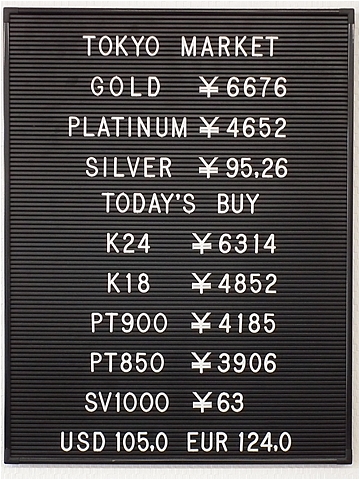 TOKYO MARKET
GOLD ¥6676
PLATINUM ¥4652
SILVER ¥95.26
TODAY'S BUY
K24 ¥6314
K18 ¥4852
PT900 ¥4185
PT850 ¥3906
SV1000 ¥63
USD 105.0 EUR 124.0